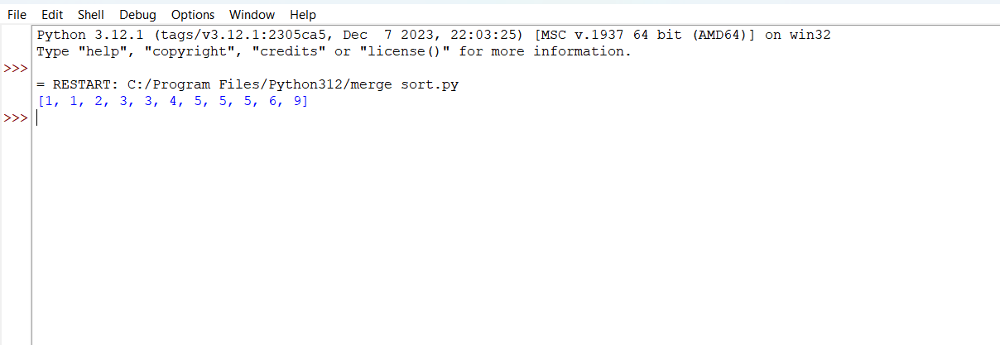 File Edit Shell Debug Options Window Help
Python 3.12.1 (tags/v3.12.1:2305ca5, Dec  7 2023, 22:03:25) [MSC v.1937 64 bit (AMD64)] on win32
Type "help", "copyright", "credits" or "license()" for more information.
>>>
= RESTART: C:/Program Files/Python312/merge sort.py
[1, 1, 2, 3, 3, 4, 5, 5, 5, 6, 9]
>>>